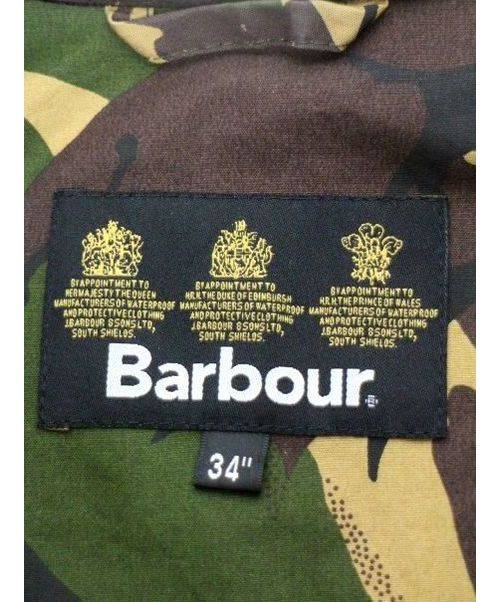 BY APPOINTMENT TO
HER MAJESTY THE QUEEN
MANUFACTURERS OF WATERPROOF
AND PROTECTIVE CLOTHING
J.BARBOUR & SONS LTD,
SOUTH SHIELDS.
BY APPOINTMENT TO
H.R.H. THE DUKE OF EDINBURGH
MANUFACTURERS OF WATERPROOF
AND PROTECTIVE CLOTHING
J.BARBOUR & SONS LTD,
SOUTH SHIELDS.
BY APPOINTMENT TO
H.R.H. THE PRINCE OF WALES
MANUFACTURERS OF WATERPROOF
AND PROTECTIVE CLOTHING
J.BARBOUR & SONS LTD,
SOUTH SHIELDS.
Barbour
34"